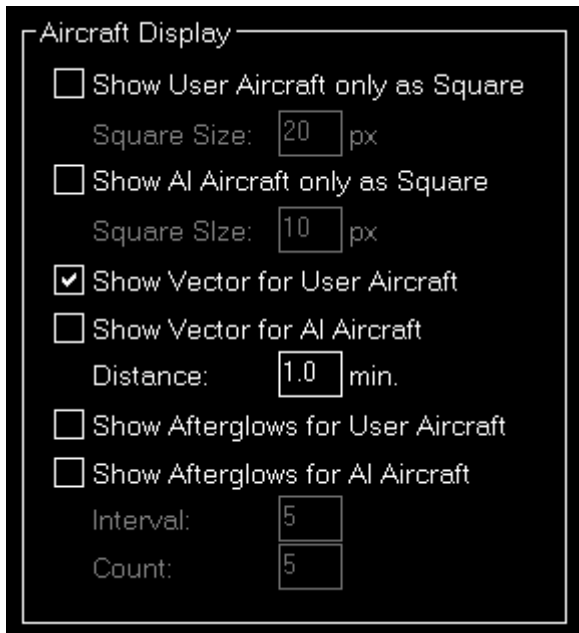 Aircraft Display
Show User Aircraft only as Square
Square Size: 20 px
Show AI Aircraft only as Square
Square SIze: 10 px
Show Vector for User Aircraft
Show Vector for AI Aircraft
Distance: 1.0 min.
Show Afterglows for User Aircraft
Show Afterglows for AI Aircraft
Interval: 5
Count: 5